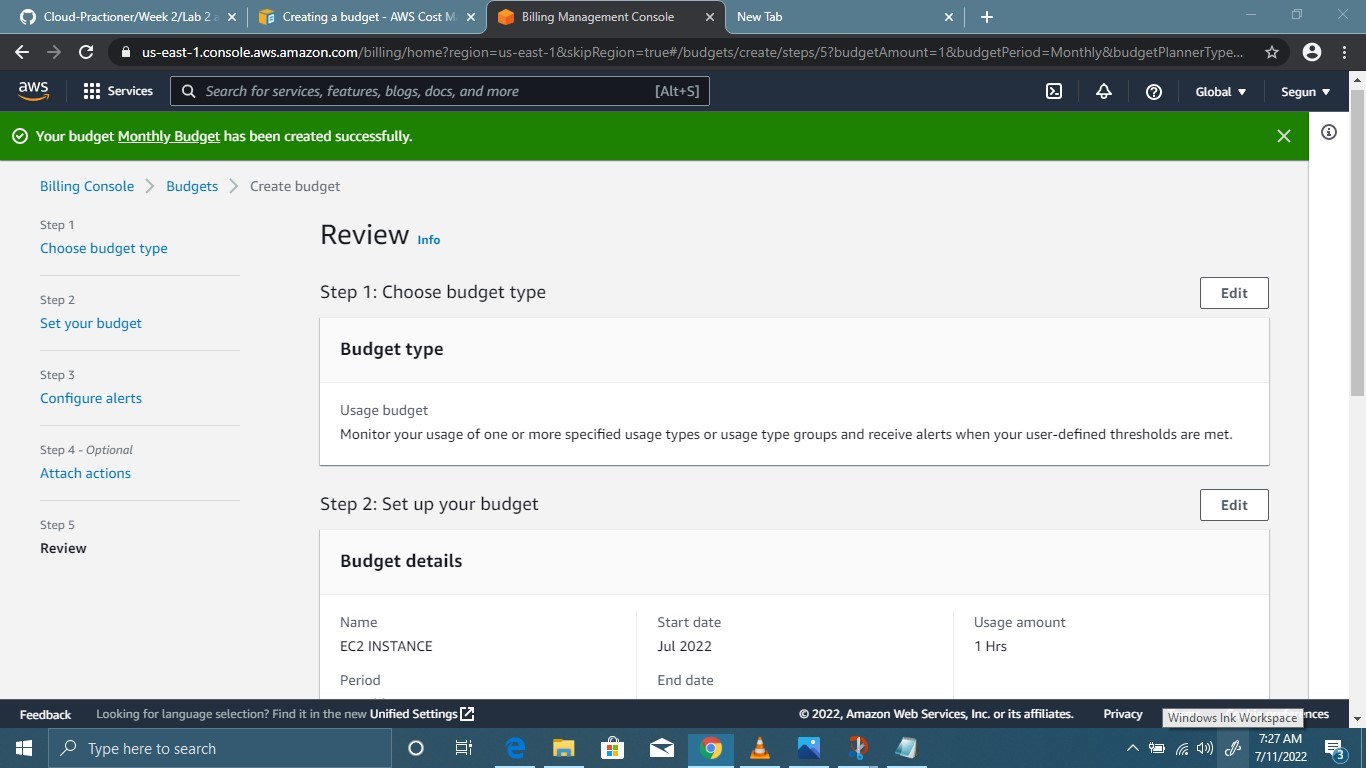 Cloud-Practioner/Week 2/Lab 2 a
Creating a budget - AWS Cost M
Billing Management Console
New Tab
us-east-1.console.aws.amazon.com/billing/home?region=us-east-1&skipRegion=true#/budgets/create/steps/5?budgetAmount=1&budgetPeriod=Monthly&budgetPlannerType...
aws
Services
Search for services, features, blogs, docs, and more
[Alt+S]
Global
Segun
Your budget Monthly Budget has been created successfully.
Billing Console
Budgets
Create budget
Step 1
Choose budget type
Step 2
Set your budget
Step 3
Configure alerts
Step 4 - Optional
Attach actions
Step 5
Review
Review Info
Step 1: Choose budget type
Edit
Budget type
Usage budget
Monitor your usage of one or more specified usage types or usage type groups and receive alerts when your user-defined thresholds are met.
Step 2: Set up your budget
Edit
Budget details
Name
EC2 INSTANCE
Period
Start date
Jul 2022
End date
Usage amount
1 Hrs
Feedback
Looking for language selection? Find it in the new Unified Settings
© 2022, Amazon Web Services, Inc. or its affiliates.
Privacy
Windows Ink Workspace
Type here to search
7:27 AM
7/11/2022
3